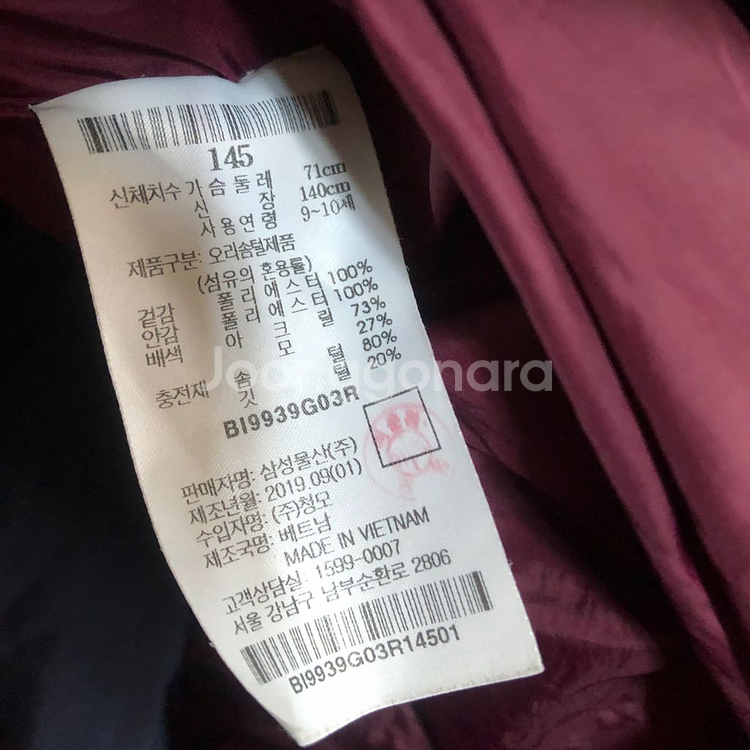 145
신체치수 가슴둘레 71cm
신장 140cm
사용연령 9~10세
제품구분: 오리솜털제품
(섬유의 혼용률)
겉감 폴리에스터 100%
안감 폴리에스터 100%
배색 아크릴 73%
모 27%
충전재 솜털 80%
깃털 20%
BI9939G03R
판매자명: 삼성물산(주)
제조년월: 2019.09(01)
수입자명: (주)청모
제조국명: 베트남
MADE IN VIETNAM
고객상담실: 1599-0007
서울 강남구 남부순환로 2806
BI9939G03R14501
Joonggonara